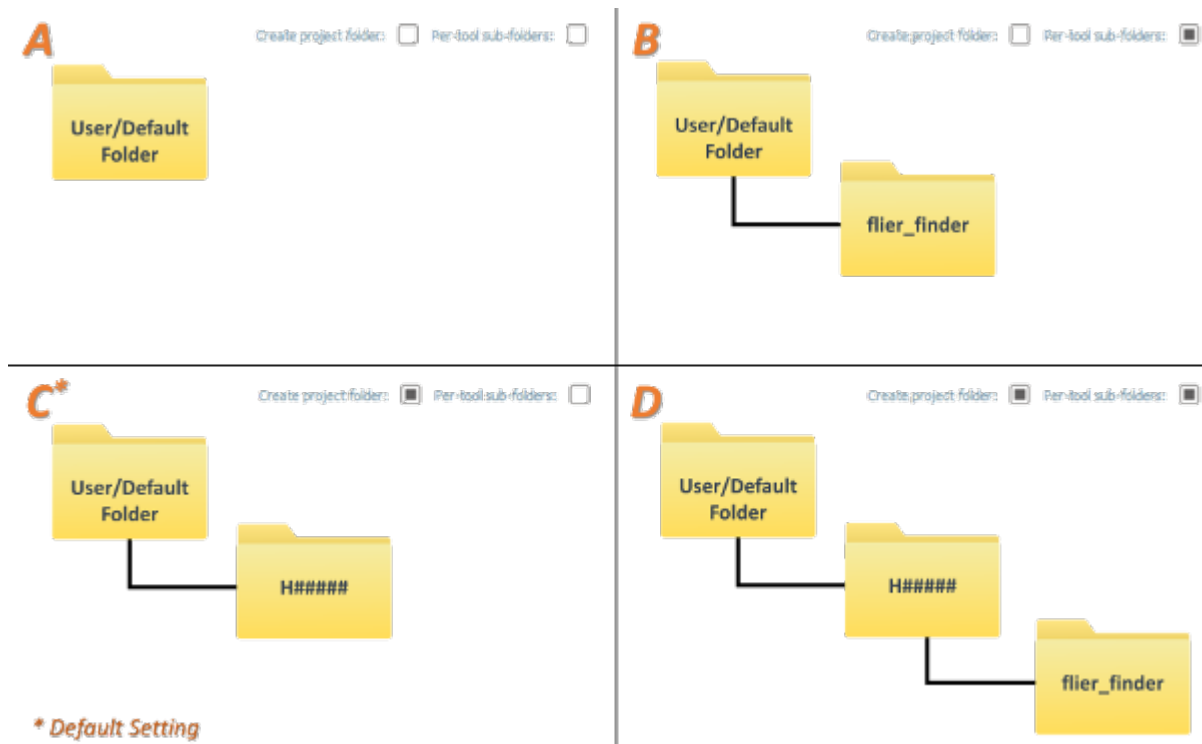 A
Create project folder: Per-tool sub-folders:
User/Default
Folder
B
Create project folder: Per-tool sub-folders:
User/Default
Folder
flier_finder
C*
Create project folder: Per-tool sub-folders:
User/Default
Folder
H#####
* Default Setting
D
Create project folder: Per-tool sub-folders:
User/Default
Folder
H#####
flier_finder